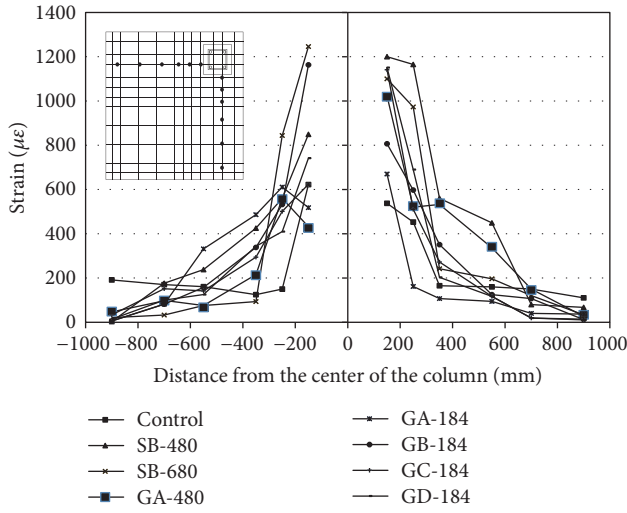 1400
1200
1000
800
600
400
200
0
Strain (με)
−1000 −800 −600 −400 −200 0 200 400 600 800 1000
Distance from the center of the column (mm)
Control
SB-480
SB-680
GA-480
GA-184
GB-184
GC-184
GD-184